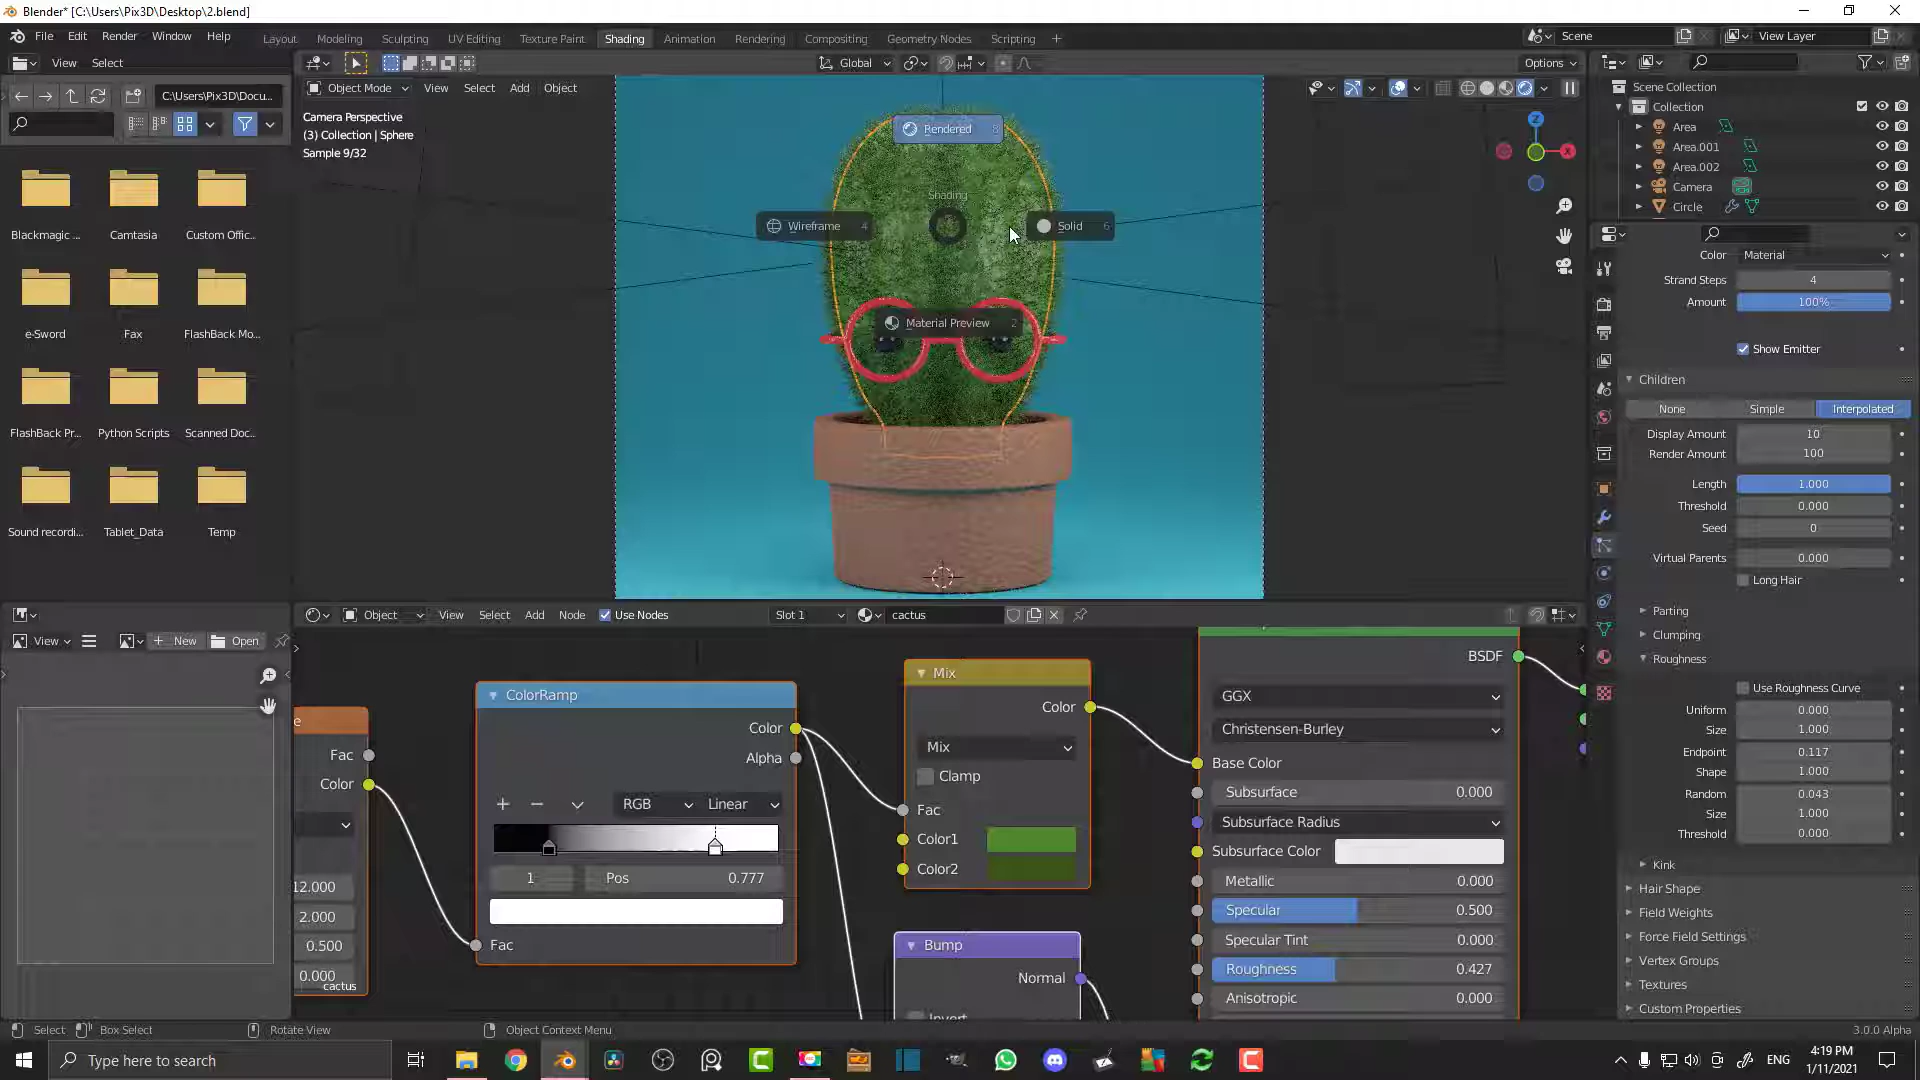 Blender* [C:\Users\Pix3D\Desktop\2.blend]
File Edit Render Window Help
Layout Modeling Sculpting UV Editing Texture Paint Shading Animation Rendering Compositing Geometry Nodes Scripting +
Scene
View Layer
View Select
Global
Options
C:\Users\Pix3D\Docu...
Object Mode View Select Add Object
Camera Perspective
(3) Collection | Sphere
Sample 9/32
Rendered 8
Shading
Wireframe 4
Solid 6
Material Preview 2
Z
X
Blackmagic ...
Camtasia
Custom Offic...
e-Sword
Fax
FlashBack Mo...
FlashBack Pr...
Python Scripts
Scanned Doc...
Sound recordi...
Tablet_Data
Temp
Scene Collection
Collection
Area
Area.001
Area.002
Camera
Circle
Color Material
Strand Steps 4
Amount 100%
Show Emitter
Children
None Simple Interpolated
Display Amount 10
Render Amount 100
Length 1.000
Threshold 0.000
Seed 0
Virtual Parents 0.000
Long Hair
Parting
Clumping
Roughness
Use Roughness Curve
Uniform 0.000
Size 1.000
Endpoint 0.117
Shape 1.000
Random 0.043
Size 1.000
Threshold 0.000
Kink
Hair Shape
Field Weights
Force Field Settings
Vertex Groups
Textures
Custom Properties
View
New Open
Object View Select Add Node Use Nodes Slot 1 cactus
e
Fac
Color
12.000
2.000
0.500
0.000
cactus
ColorRamp
Color
Alpha
RGB Linear
1 Pos 0.777
Fac
Mix
Color
Mix
Clamp
Fac
Color1
Color2
Bump
Normal
Invert
BSDF
GGX
Christensen-Burley
Base Color
Subsurface 0.000
Subsurface Radius
Subsurface Color
Metallic 0.000
Specular 0.500
Specular Tint 0.000
Roughness 0.427
Anisotropic 0.000
Select Box Select Rotate View Object Context Menu 3.0.0 Alpha
Type here to search
ENG
4:19 PM
1/11/2021